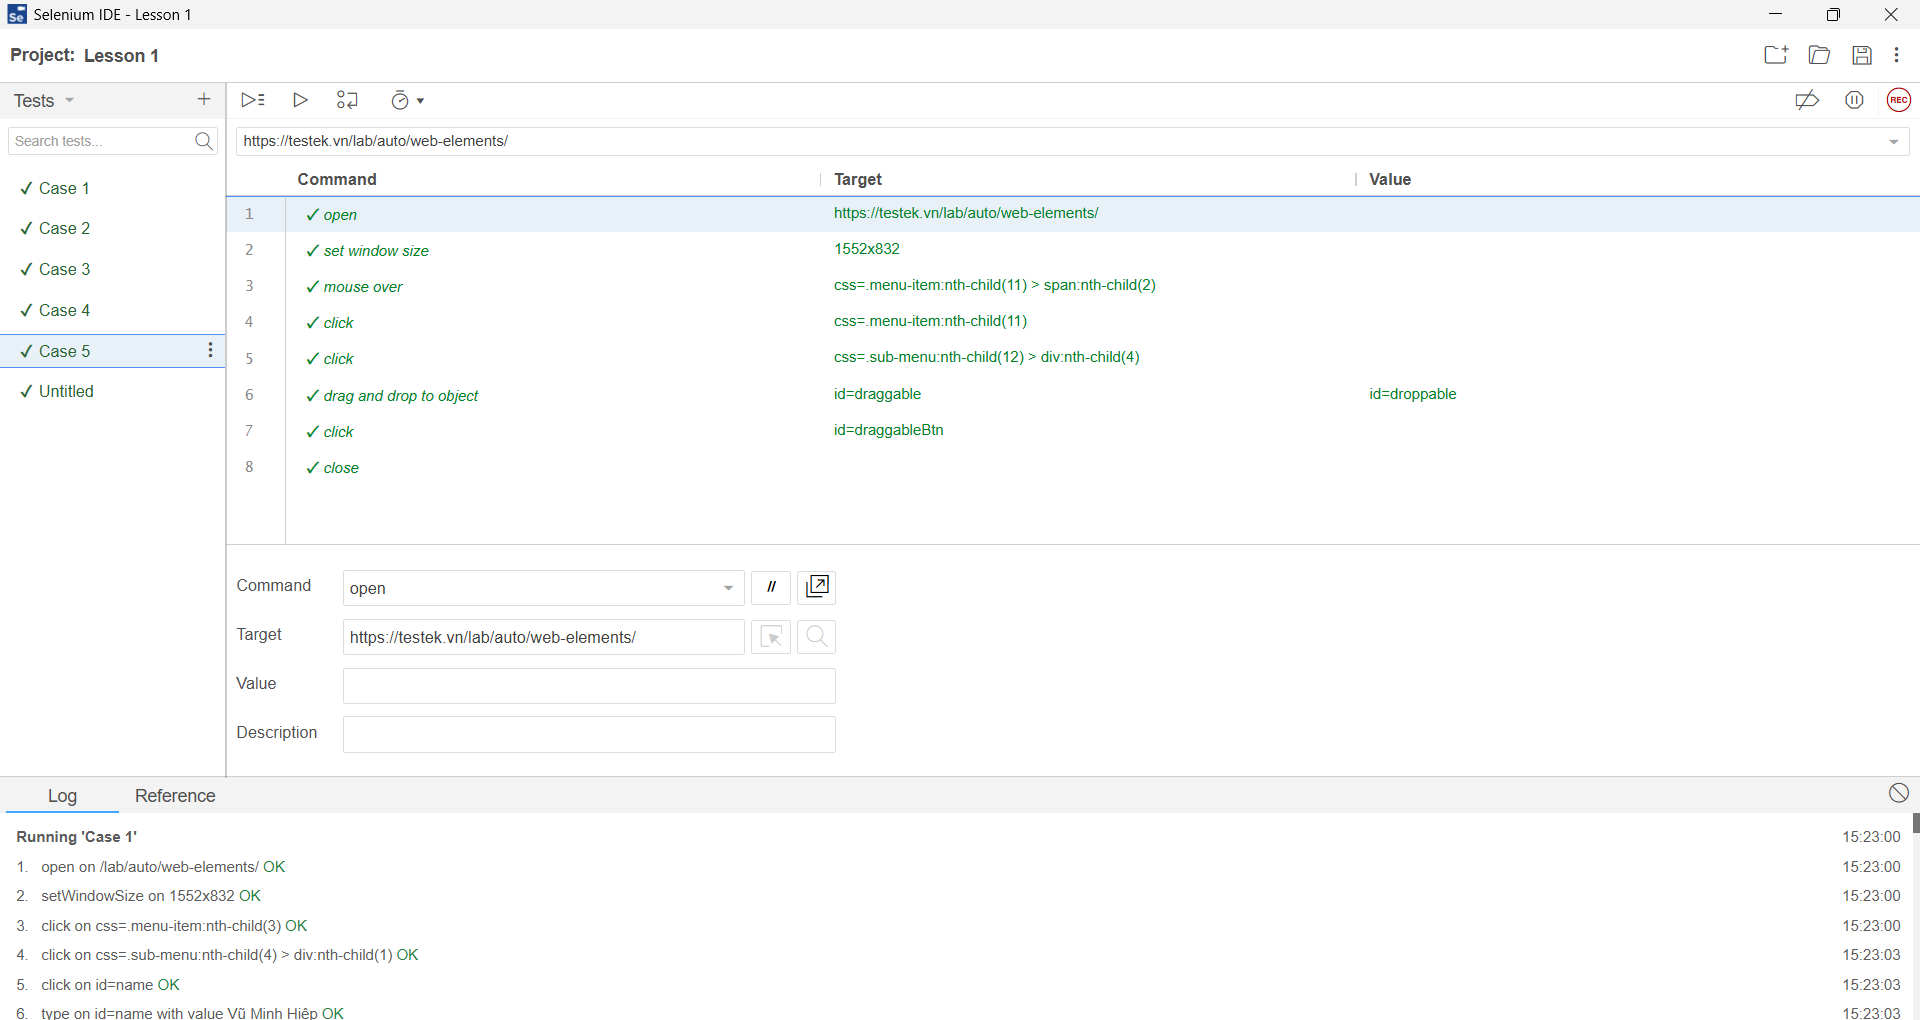 Selenium IDE - Lesson 1
Project: Lesson 1
Tests
REC
Search tests...
https://testek.vn/lab/auto/web-elements/
Case 1
Case 2
Case 3
Case 4
Case 5
Untitled
Command Target Value
1 ✓ open https://testek.vn/lab/auto/web-elements/
2 ✓ set window size 1552x832
3 ✓ mouse over css=.menu-item:nth-child(11) > span:nth-child(2)
4 ✓ click css=.menu-item:nth-child(11)
5 ✓ click css=.sub-menu:nth-child(12) > div:nth-child(4)
6 ✓ drag and drop to object id=draggable id=droppable
7 ✓ click id=draggableBtn
8 ✓ close
Command open //
Target https://testek.vn/lab/auto/web-elements/
Value
Description
Log Reference
Running 'Case 1' 15:23:00
1. open on /lab/auto/web-elements/ OK 15:23:00
2. setWindowSize on 1552x832 OK 15:23:00
3. click on css=.menu-item:nth-child(3) OK 15:23:00
4. click on css=.sub-menu:nth-child(4) > div:nth-child(1) OK 15:23:03
5. click on id=name OK 15:23:03
6. type on id=name with value Vũ Minh Hiệp OK 15:23:03